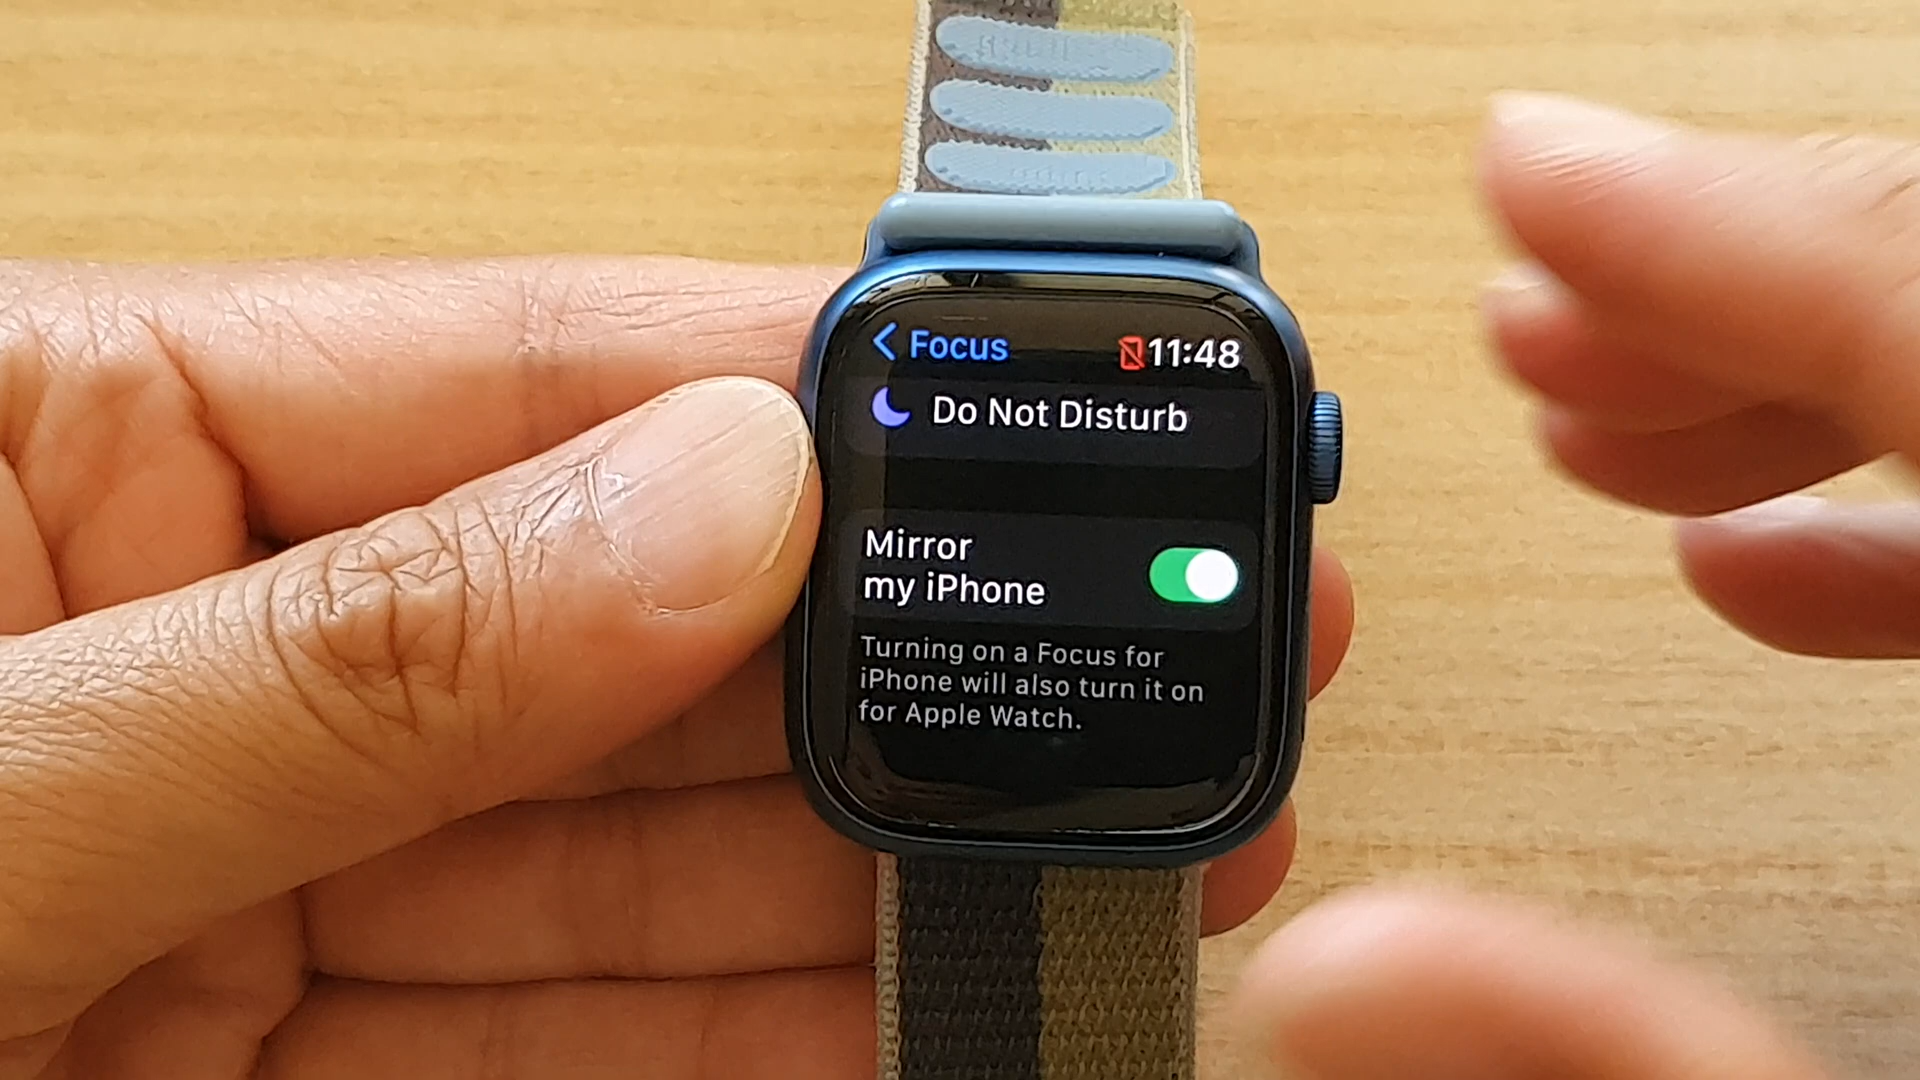 Focus 11:48
Do Not Disturb
Mirror
my iPhone
Turning on a Focus for
iPhone will also turn it on
for Apple Watch.